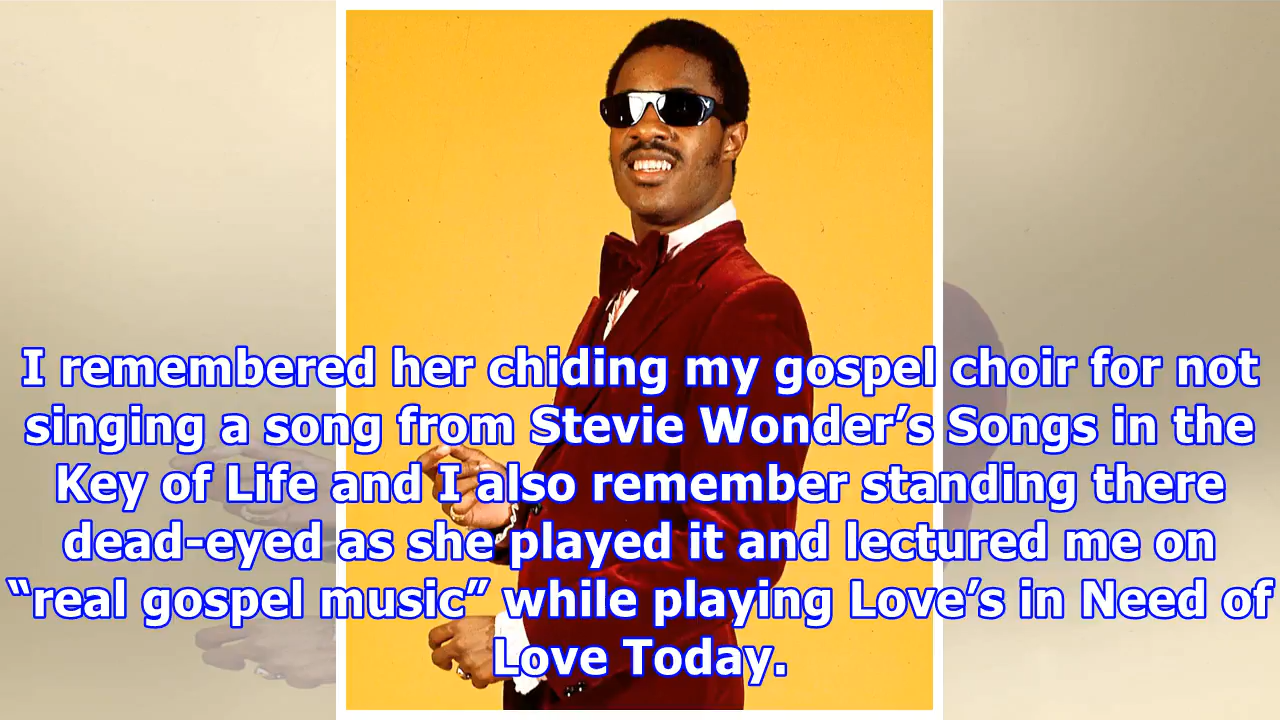 I remembered her chiding my gospel choir for not
singing a song from Stevie Wonder’s Songs in the
Key of Life and I also remember standing there
dead-eyed as she played it and lectured me on
“real gospel music” while playing Love’s in Need of
Love Today.